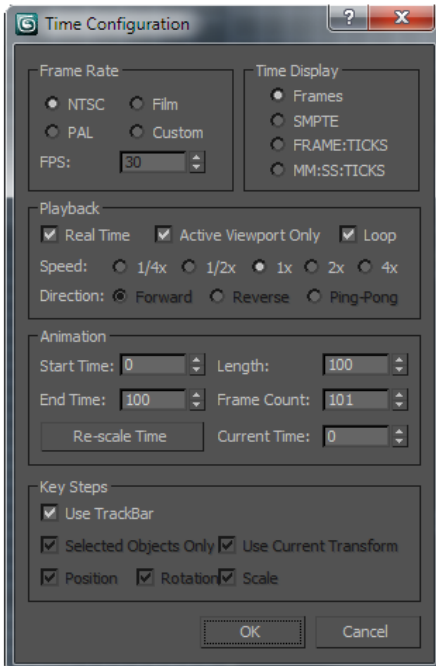 Time Configuration
Frame Rate
NTSC Film
PAL Custom
FPS: 30
Time Display
Frames
SMPTE
FRAME:TICKS
MM:SS:TICKS
Playback
Real Time Active Viewport Only Loop
Speed: 1/4x 1/2x 1x 2x 4x
Direction: Forward Reverse Ping-Pong
Animation
Start Time: 0 Length: 100
End Time: 100 Frame Count: 101
Re-scale Time Current Time: 0
Key Steps
Use TrackBar
Selected Objects Only Use Current Transform
Position Rotation Scale
OK Cancel